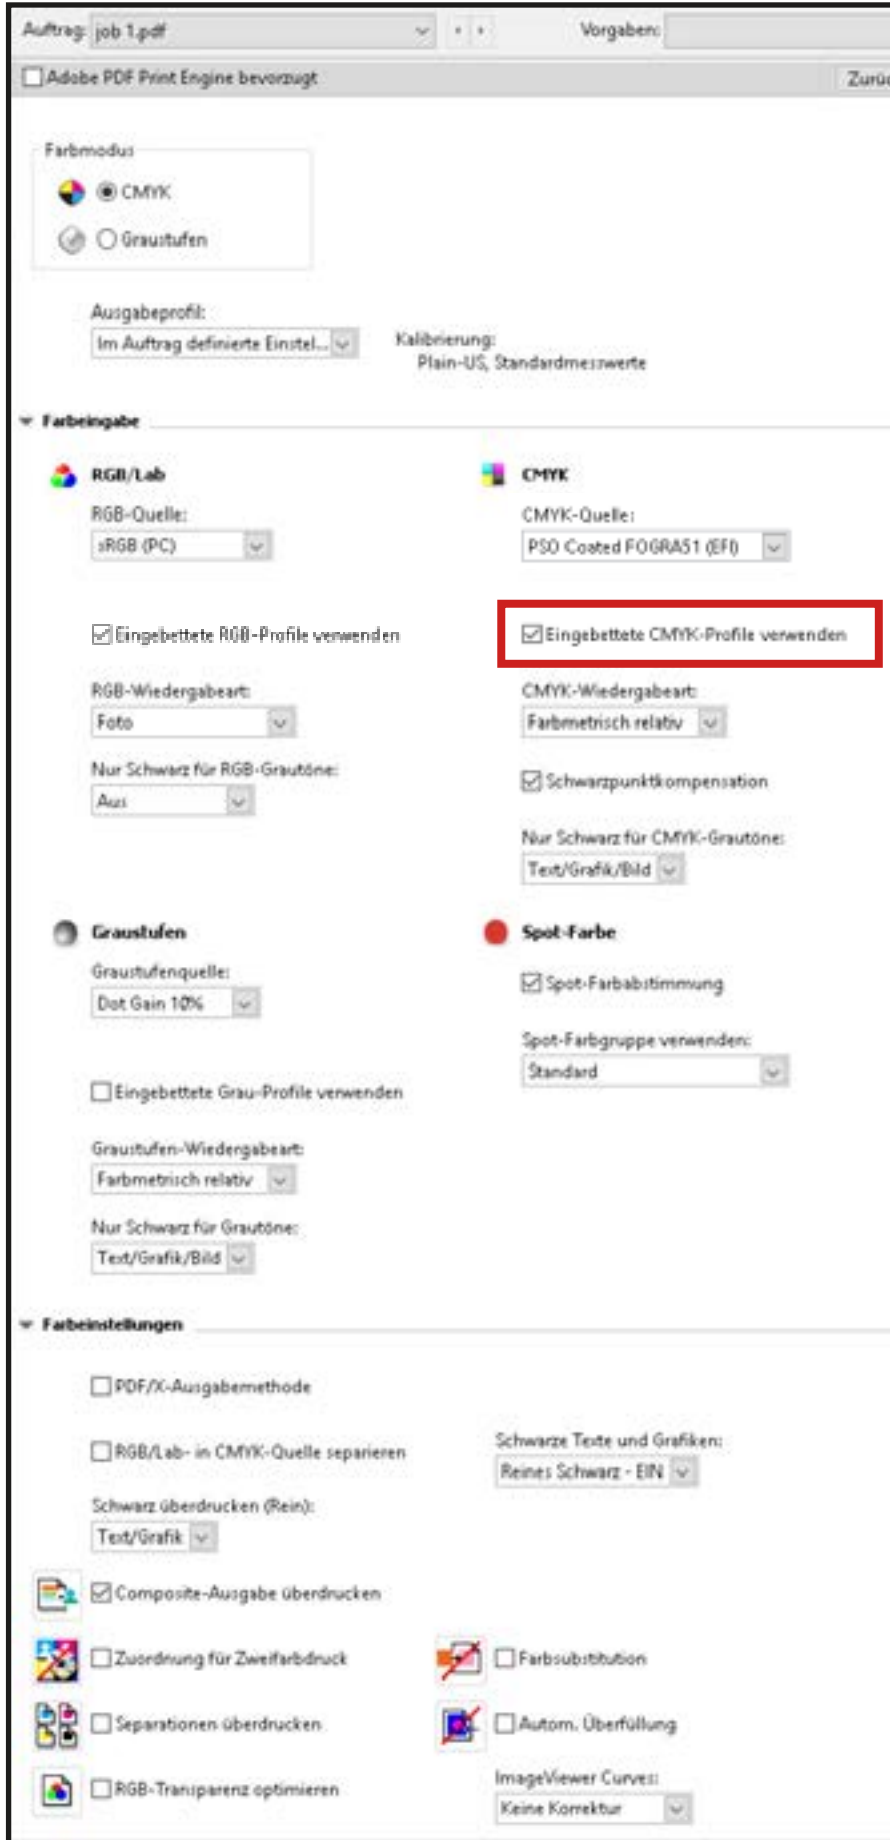 Auftrag: job 1.pdf Vorgaben:
Adobe PDF Print Engine bevorzugt
Farbmodus
CMYK
Graustufen
Ausgabeprofil:
Im Auftrag definierte Einstel...
Kalibrierung:
Plain-US, Standardmesswerte
Farbeingabe
RGB/Lab
RGB-Quelle:
sRGB (PC)
Eingebettete RGB-Profile verwenden
RGB-Wiedergabeart:
Foto
Nur Schwarz für RGB-Grautöne:
Aus
CMYK
CMYK-Quelle:
PSO Coated FOGRA51 (EFI)
Eingebettete CMYK-Profile verwenden
CMYK-Wiedergabeart:
Farbmetrisch relativ
Schwarzpunktkompensation
Nur Schwarz für CMYK-Grautöne:
Text/Grafik/Bild
Graustufen
Graustufenquelle:
Dot Gain 10%
Eingebettete Grau-Profile verwenden
Graustufen-Wiedergabeart:
Farbmetrisch relativ
Nur Schwarz für Grautöne:
Text/Grafik/Bild
Spot-Farbe
Spot-Farbabstimmung
Spot-Farbgruppe verwenden:
Standard
Farbeinstellungen
PDF/X-Ausgabemethode
RGB/Lab- in CMYK-Quelle separieren
Schwarze Texte und Grafiken:
Reines Schwarz - EIN
Schwarz überdrucken (Rein):
Text/Grafik
Composite-Ausgabe überdrucken
Zuordnung für Zweifarbdruck
Farbsubstitution
Separationen überdrucken
Autom. Überfüllung
RGB-Transparenz optimieren
ImageViewer Curves:
Keine Korrektur